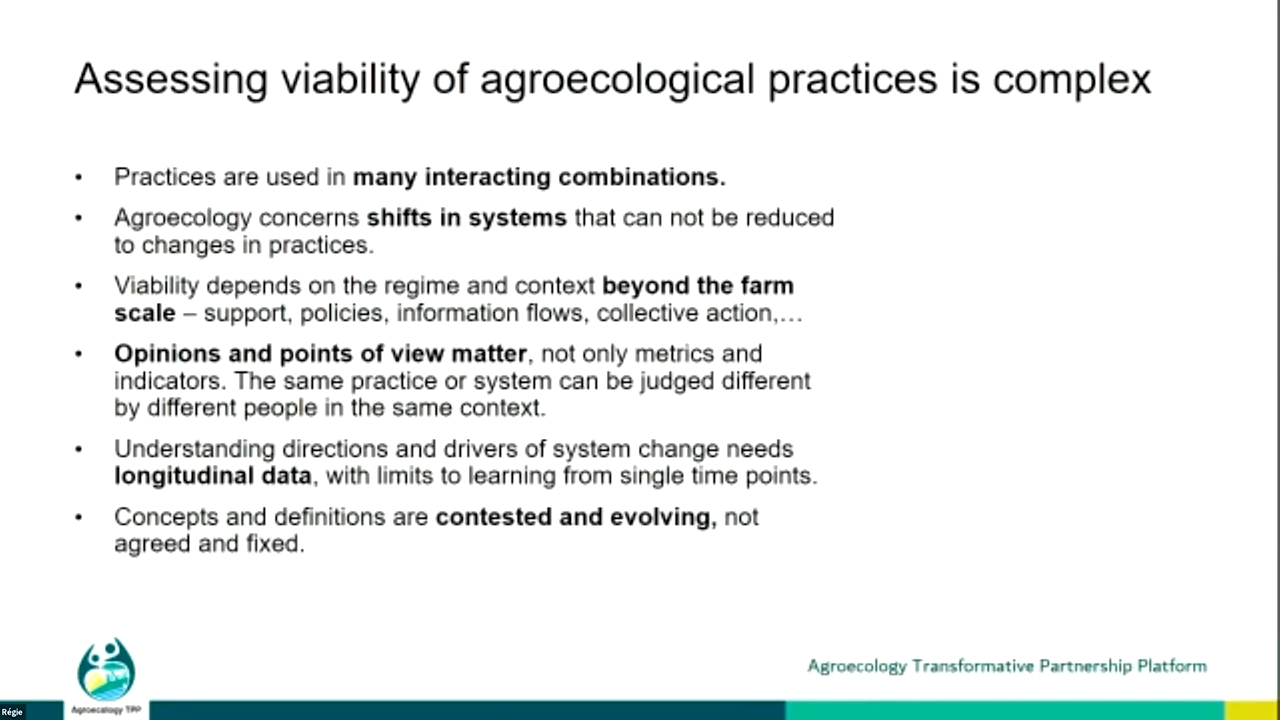 Assessing viability of agroecological practices is complex
• Practices are used in many interacting combinations.
• Agroecology concerns shifts in systems that can not be reduced
to changes in practices.
• Viability depends on the regime and context beyond the farm
scale – support, policies, information flows, collective action,…
• Opinions and points of view matter, not only metrics and
indicators. The same practice or system can be judged different
by different people in the same context.
• Understanding directions and drivers of system change needs
longitudinal data, with limits to learning from single time points.
• Concepts and definitions are contested and evolving, not
agreed and fixed.
Agroecology Transformative Partnership Platform
Agroecology TPP
Régie